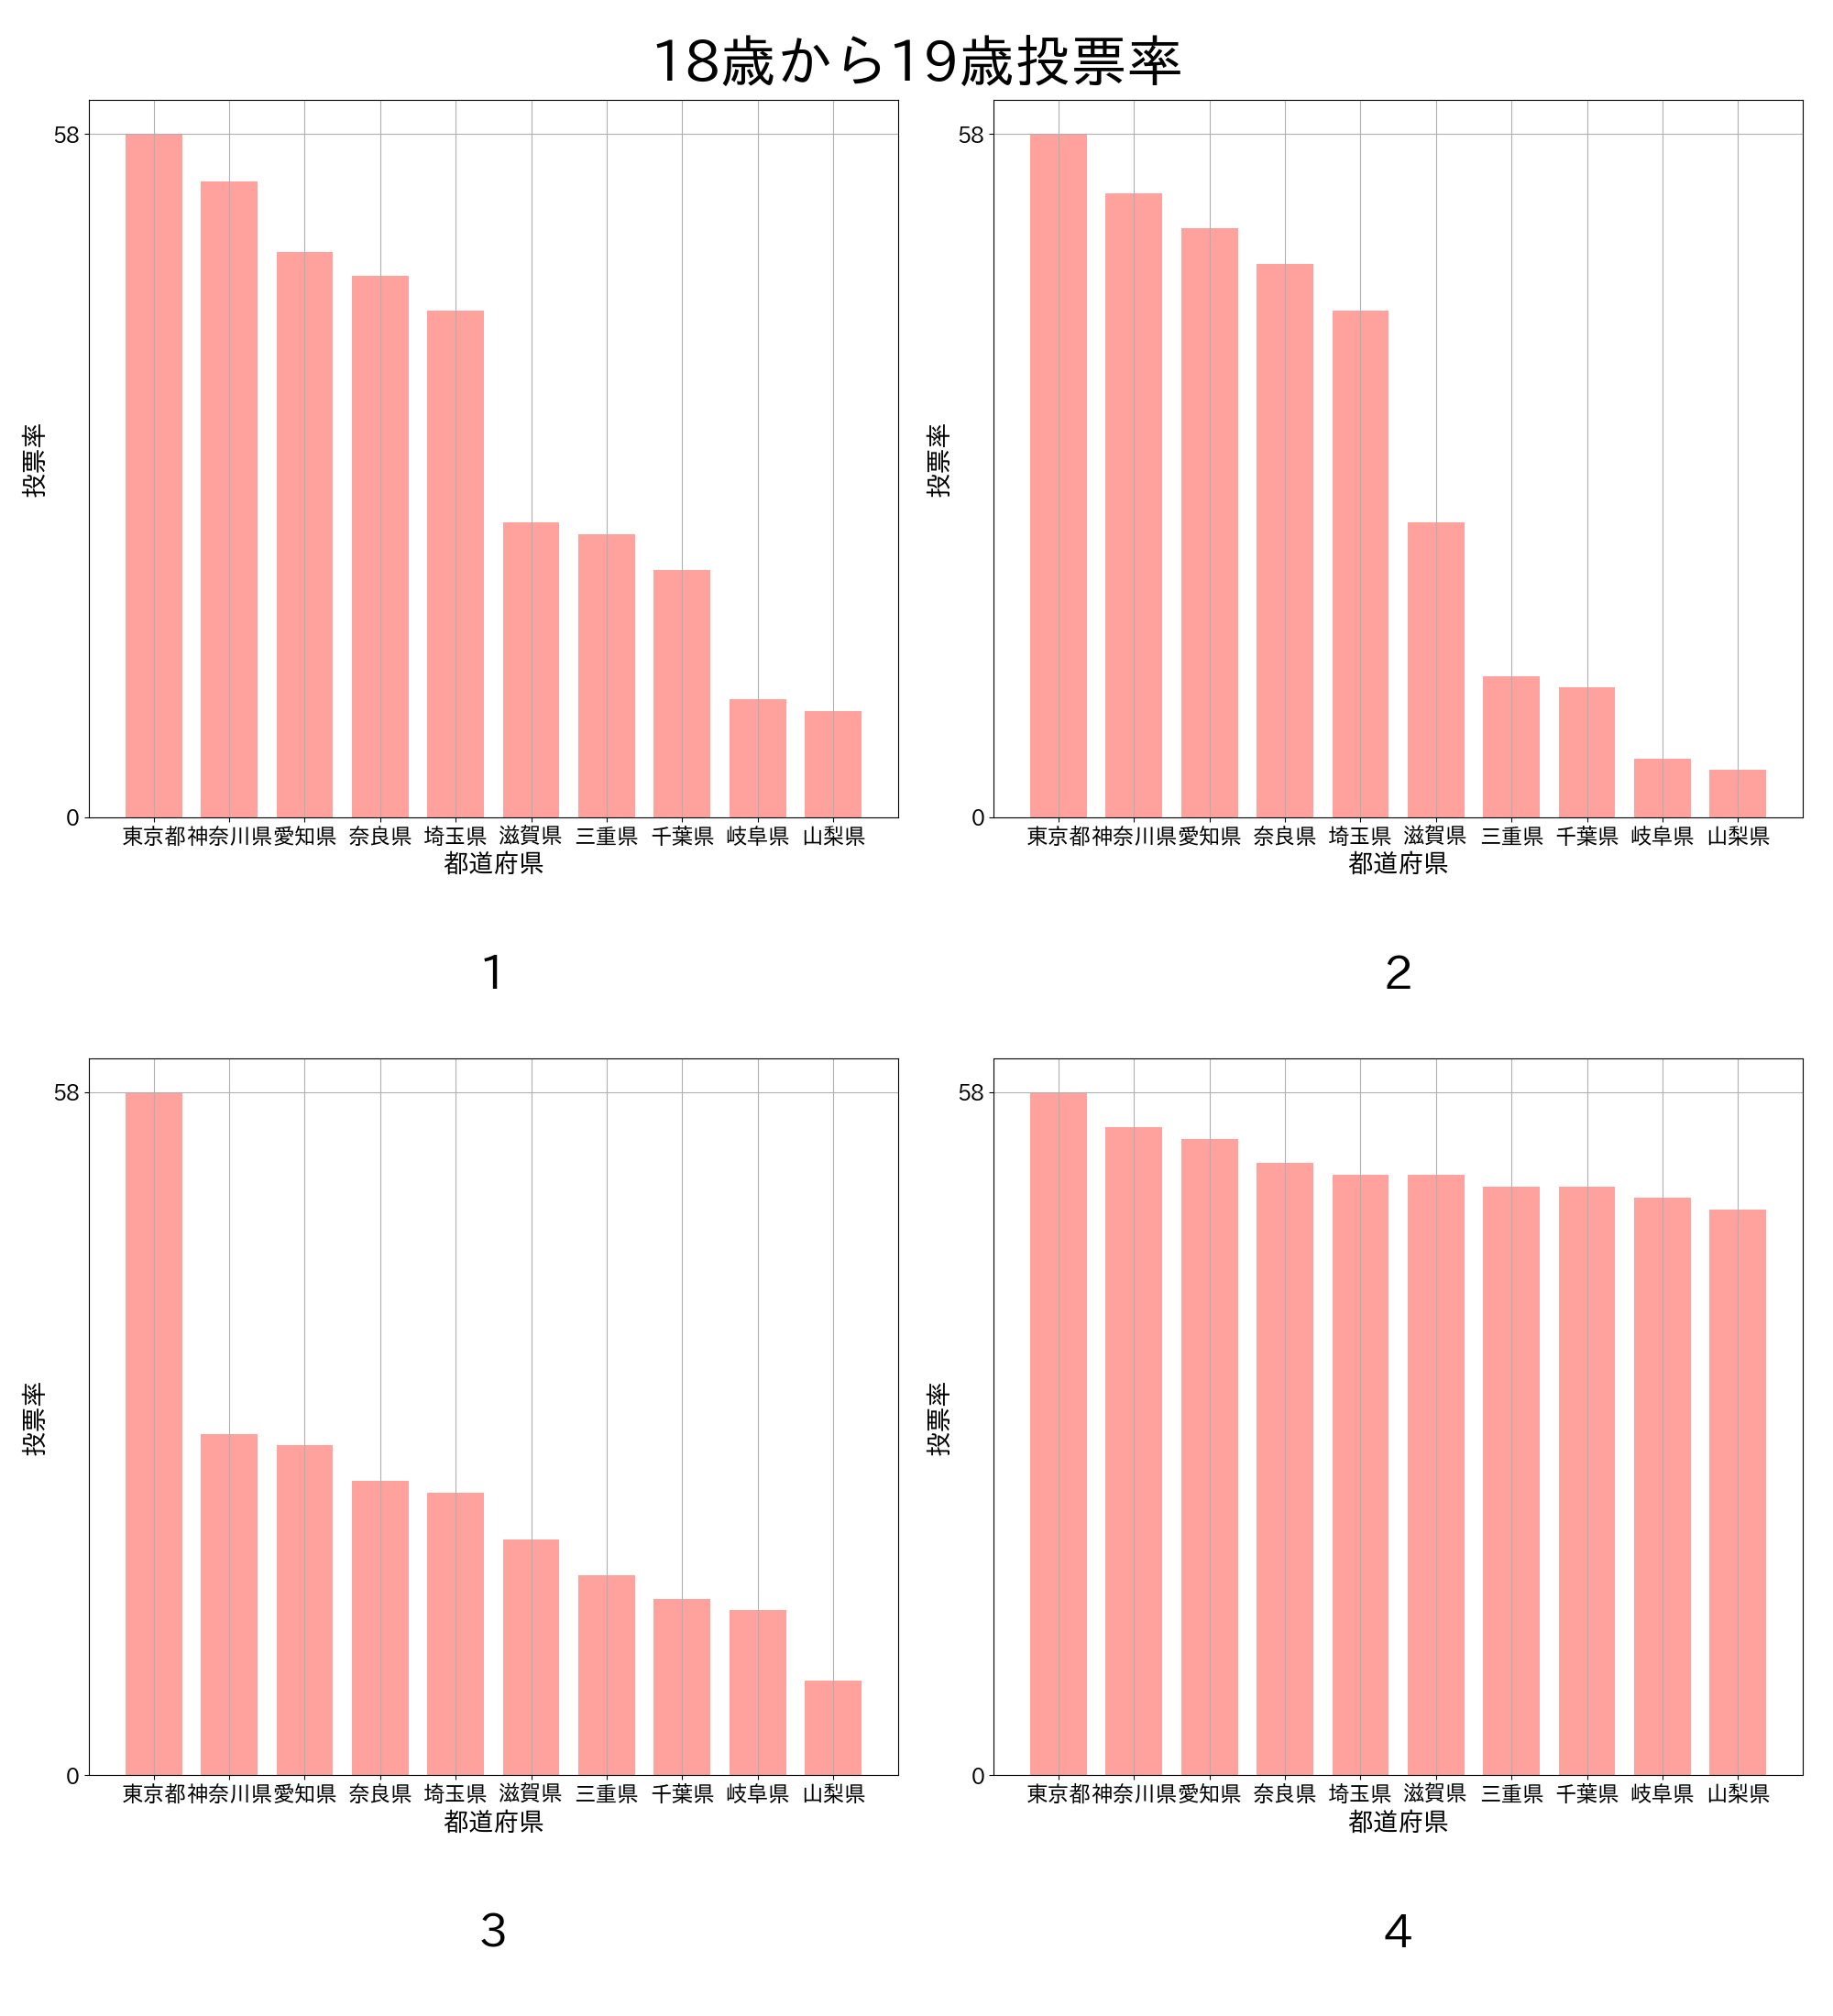 18歳から19歳投票率
58
0
投票率
東京都 神奈川県 愛知県 奈良県 埼玉県 滋賀県 三重県 千葉県 岐阜県 山梨県
都道府県
1
58
0
投票率
東京都 神奈川県 愛知県 奈良県 埼玉県 滋賀県 三重県 千葉県 岐阜県 山梨県
都道府県
2
58
0
投票率
東京都 神奈川県 愛知県 奈良県 埼玉県 滋賀県 三重県 千葉県 岐阜県 山梨県
都道府県
3
58
0
投票率
東京都 神奈川県 愛知県 奈良県 埼玉県 滋賀県 三重県 千葉県 岐阜県 山梨県
都道府県
4